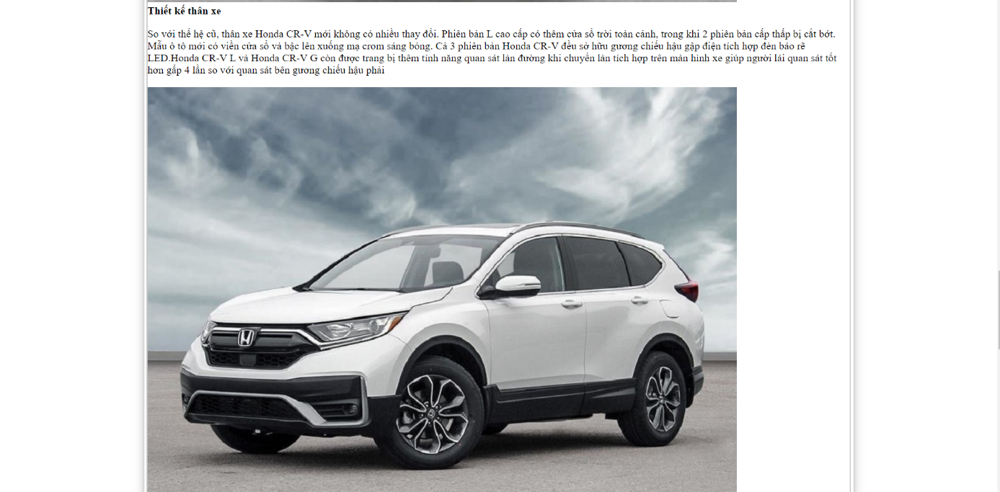 Thiết kế thân xe
So với thế hệ cũ, thân xe Honda CR-V mới không có nhiều thay đổi. Phiên bản L cao cấp có thêm cửa sổ trời toàn cảnh, trong khi 2 phiên bản cấp thấp bị cắt bớt.
Mẫu ô tô mới có viền cửa sổ và bậc lên xuống mạ crom sáng bóng. Cả 3 phiên bản Honda CR-V đều sở hữu gương chiếu hậu gập điện tích hợp đèn báo rẽ
LED.Honda CR-V L và Honda CR-V G còn được trang bị thêm tính năng quan sát làn đường khi chuyển làn tích hợp trên màn hình xe giúp người lái quan sát tốt
hơn gấp 4 lần so với quan sát bên gương chiếu hậu phải